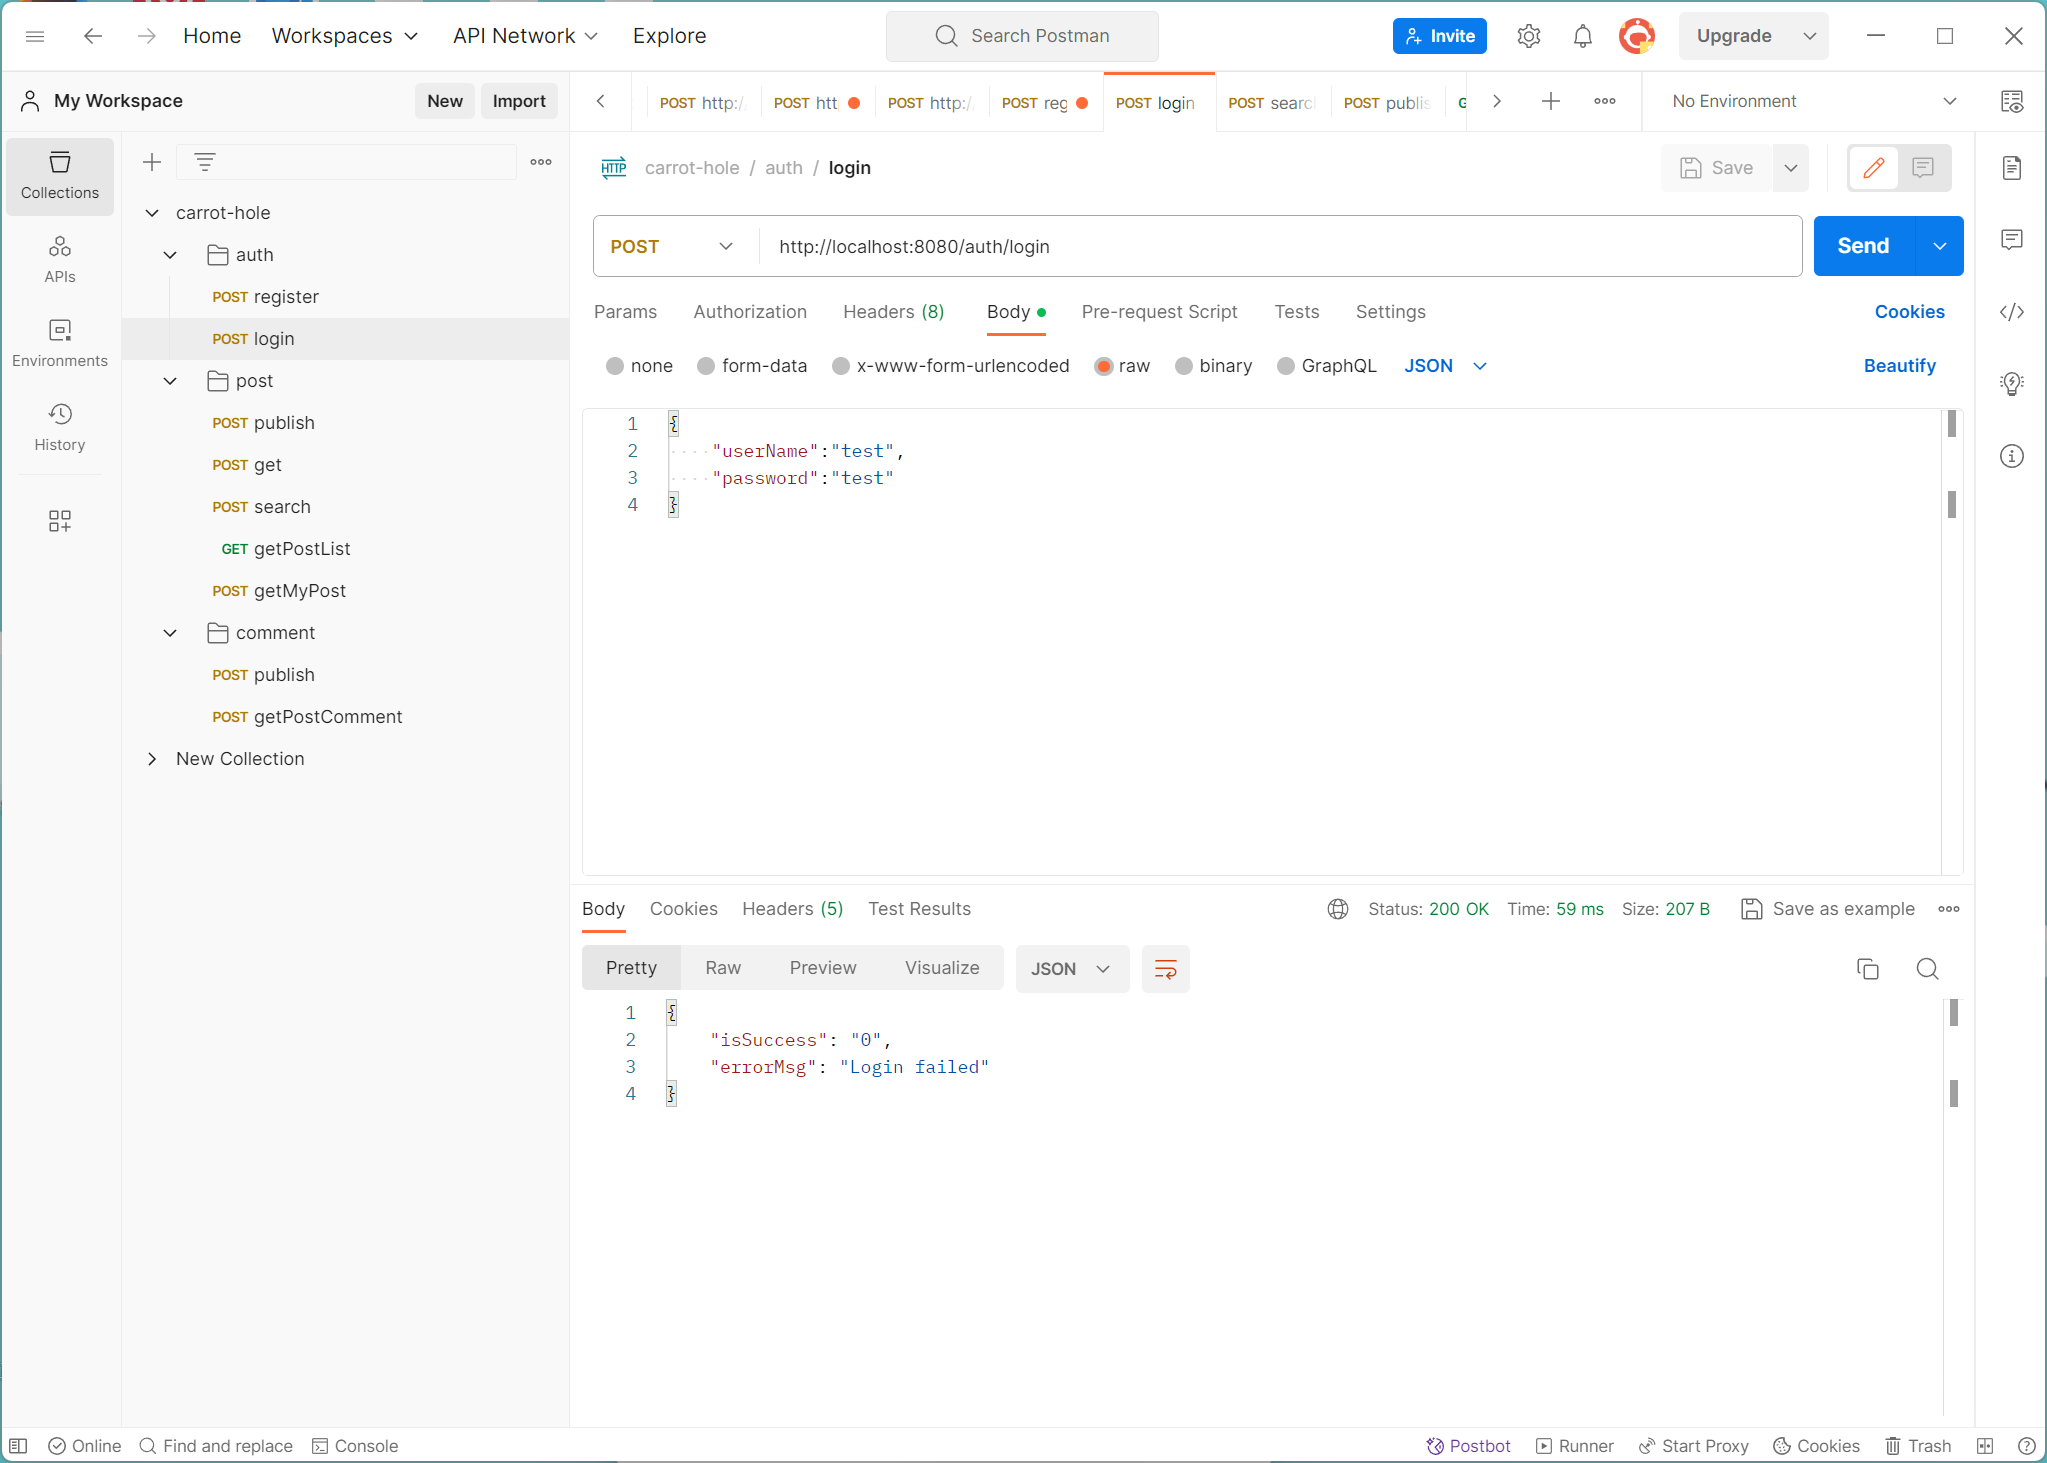 Home Workspaces API Network Explore Search Postman Invite Upgrade
My Workspace New Import
POST http:/ POST htt POST http:/ POST reg POST login POST searc POST publis G No Environment
Collections
APIs
Environments
History
carrot-hole
auth
POST register
POST login
post
POST publish
POST get
POST search
GET getPostList
POST getMyPost
comment
POST publish
POST getPostComment
New Collection
HTTP carrot-hole / auth / login Save
POST http://localhost:8080/auth/login Send
Params Authorization Headers (8) Body Pre-request Script Tests Settings Cookies
none form-data x-www-form-urlencoded raw binary GraphQL JSON Beautify
1 {
2 ····"userName":"test",
3 ····"password":"test"
4 }
Body Cookies Headers (5) Test Results Status: 200 OK Time: 59 ms Size: 207 B Save as example
Pretty Raw Preview Visualize JSON
1 {
2 "isSuccess": "0",
3 "errorMsg": "Login failed"
4 }
Online Find and replace Console Postbot Runner Start Proxy Cookies Trash